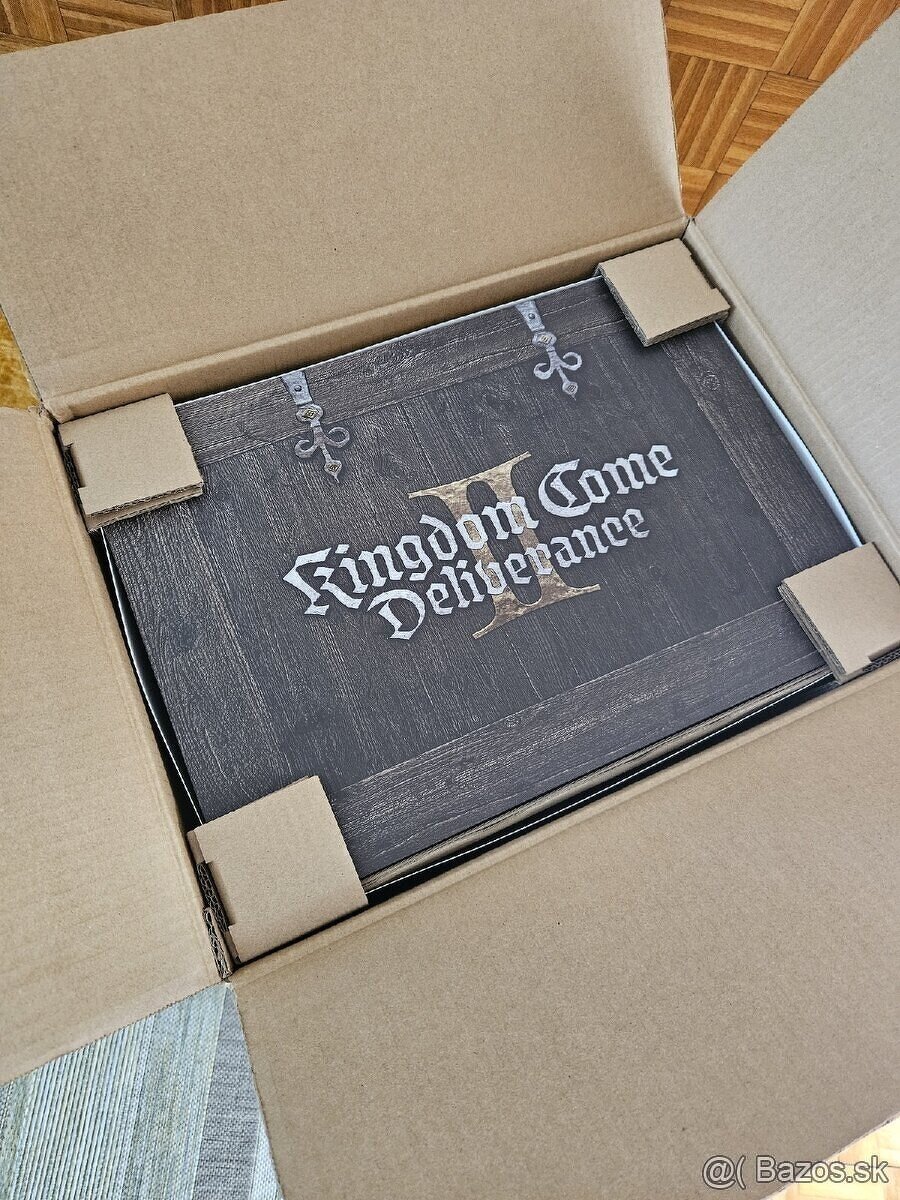 Kingdom Come
Deliverance
II
@( Bazos.sk